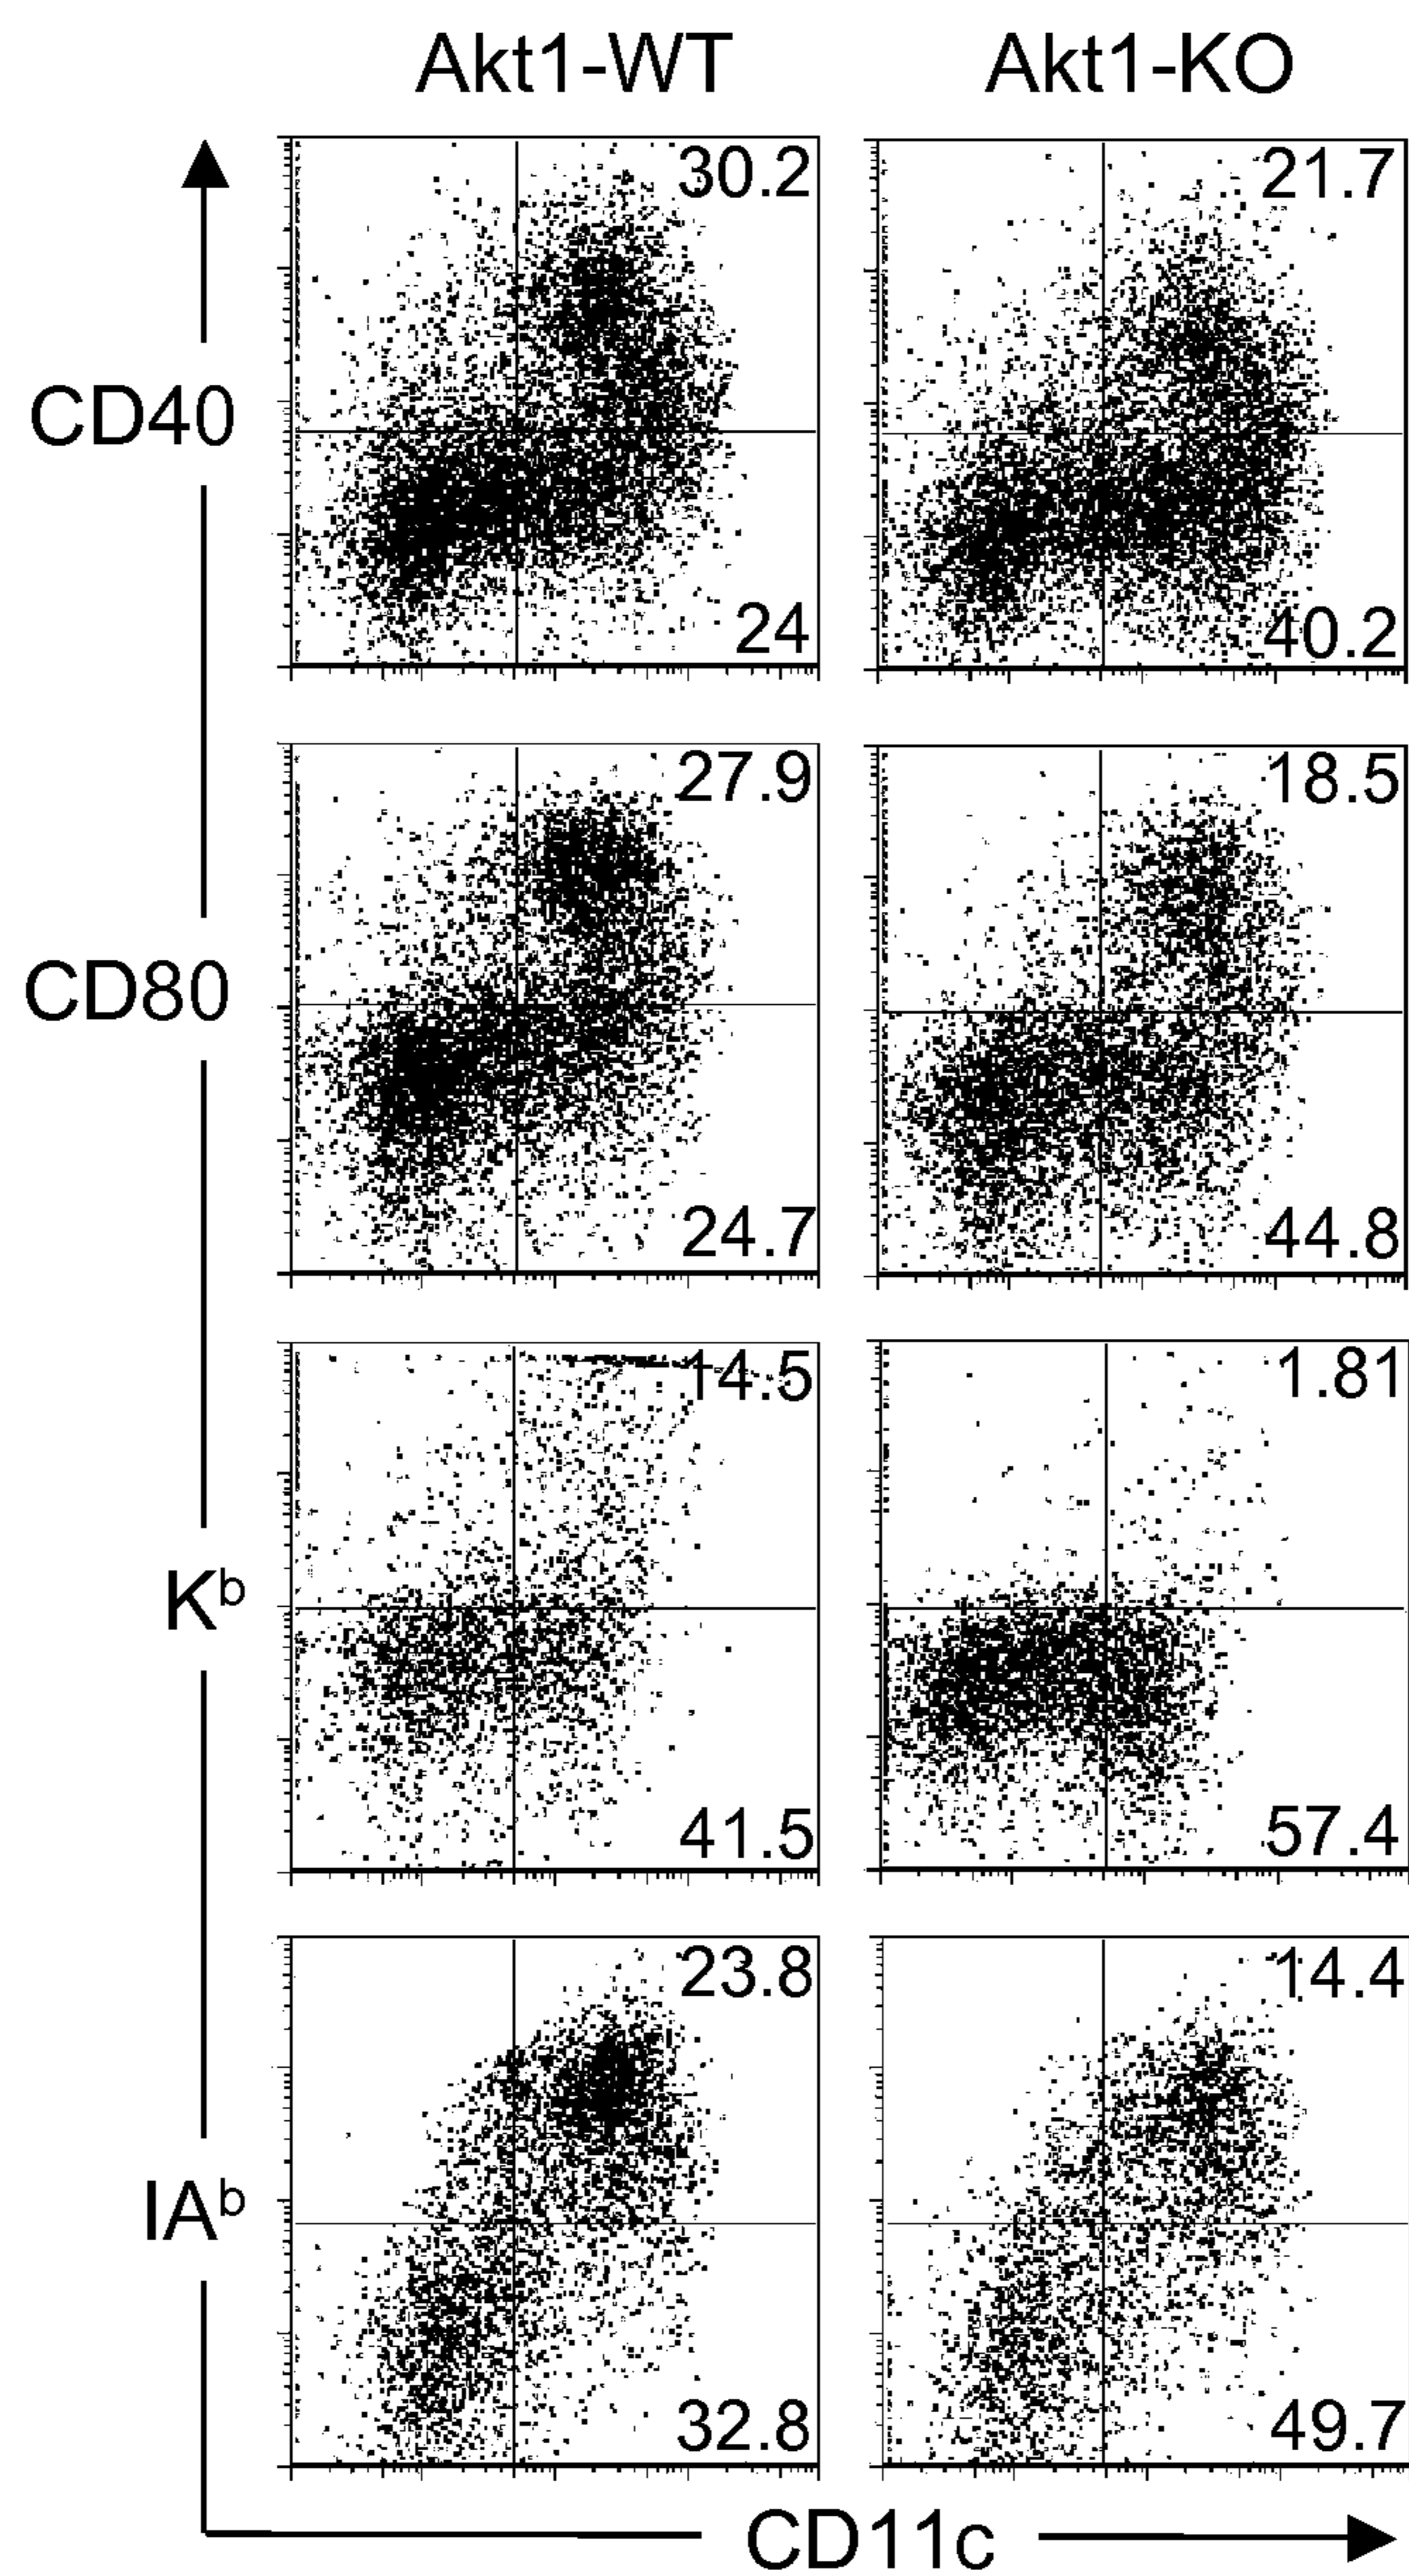 Akt1-WT Akt1-KO
30.2 21.7
CD40
24 40.2
27.9 18.5
CD80
24.7 44.8
14.5 1.81
Kᵇ
41.5 57.4
23.8 14.4
IAᵇ
32.8 49.7
CD11c